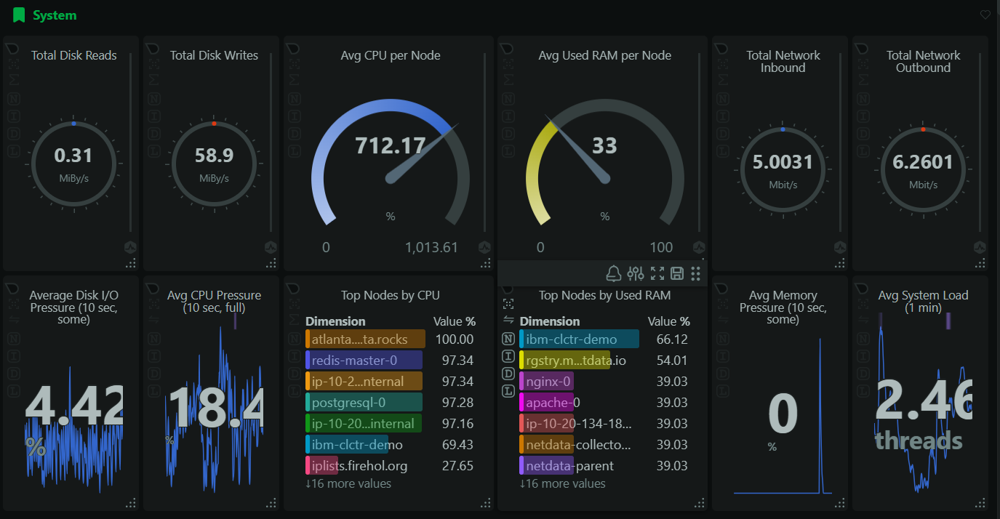 System
Total Disk Reads
0.31
MiBy/s
Total Disk Writes
58.9
MiBy/s
Avg CPU per Node
712.17
%
0
1,013.61
Avg Used RAM per Node
33
%
0
100
Total Network
Inbound
5.0031
Mbit/s
Total Network
Outbound
6.2601
Mbit/s
Average Disk I/O
Pressure (10 sec,
some)
4.42
%
N
I
D
L
Avg CPU Pressure
(10 sec, full)
18.4
%
Top Nodes by CPU
Dimension Value %
atlanta....ta.rocks 100.00
redis-master-0 97.34
ip-10-2...nternal 97.34
postgresql-0 97.28
ip-10-20...internal 97.16
ibm-clctr-demo 69.43
iplists.firehol.org 27.65
↓16 more values
Top Nodes by Used RAM
N
I
D
L
Dimension Value %
ibm-clctr-demo 66.12
rgstry.m...tdata.io 54.01
nginx-0 39.03
apache-0 39.03
ip-10-20-134-18... 39.03
netdata-collecto... 39.03
netdata-parent 39.03
↓16 more values
Avg Memory
Pressure (10 sec,
some)
0
%
Avg System Load
(1 min)
2.46
threads